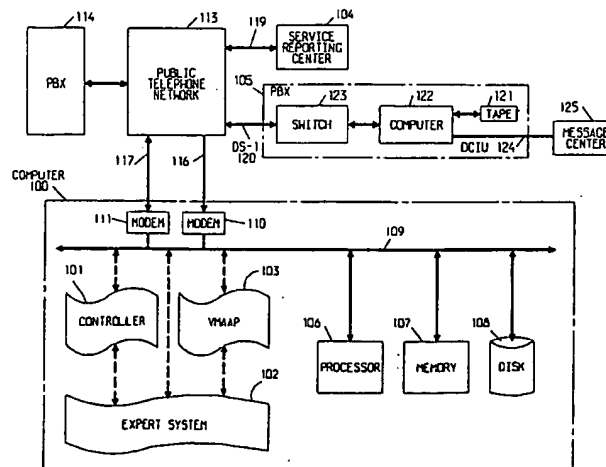 114
PBX
113
PUBLIC
TELEPHONE
NETWORK
119
104
SERVICE
REPORTING
CENTER
105
PBX
123
SWITCH
122
COMPUTER
121
TAPE
125
MESSAGE
CENTER
DCIU
124
DS-1
120
117
116
COMPUTER
100
111
MODEM
MODEM
110
109
101
CONTROLLER
103
VMAAP
102
EXPERT SYSTEM
106
PROCESSOR
107
MEMORY
108
DISK